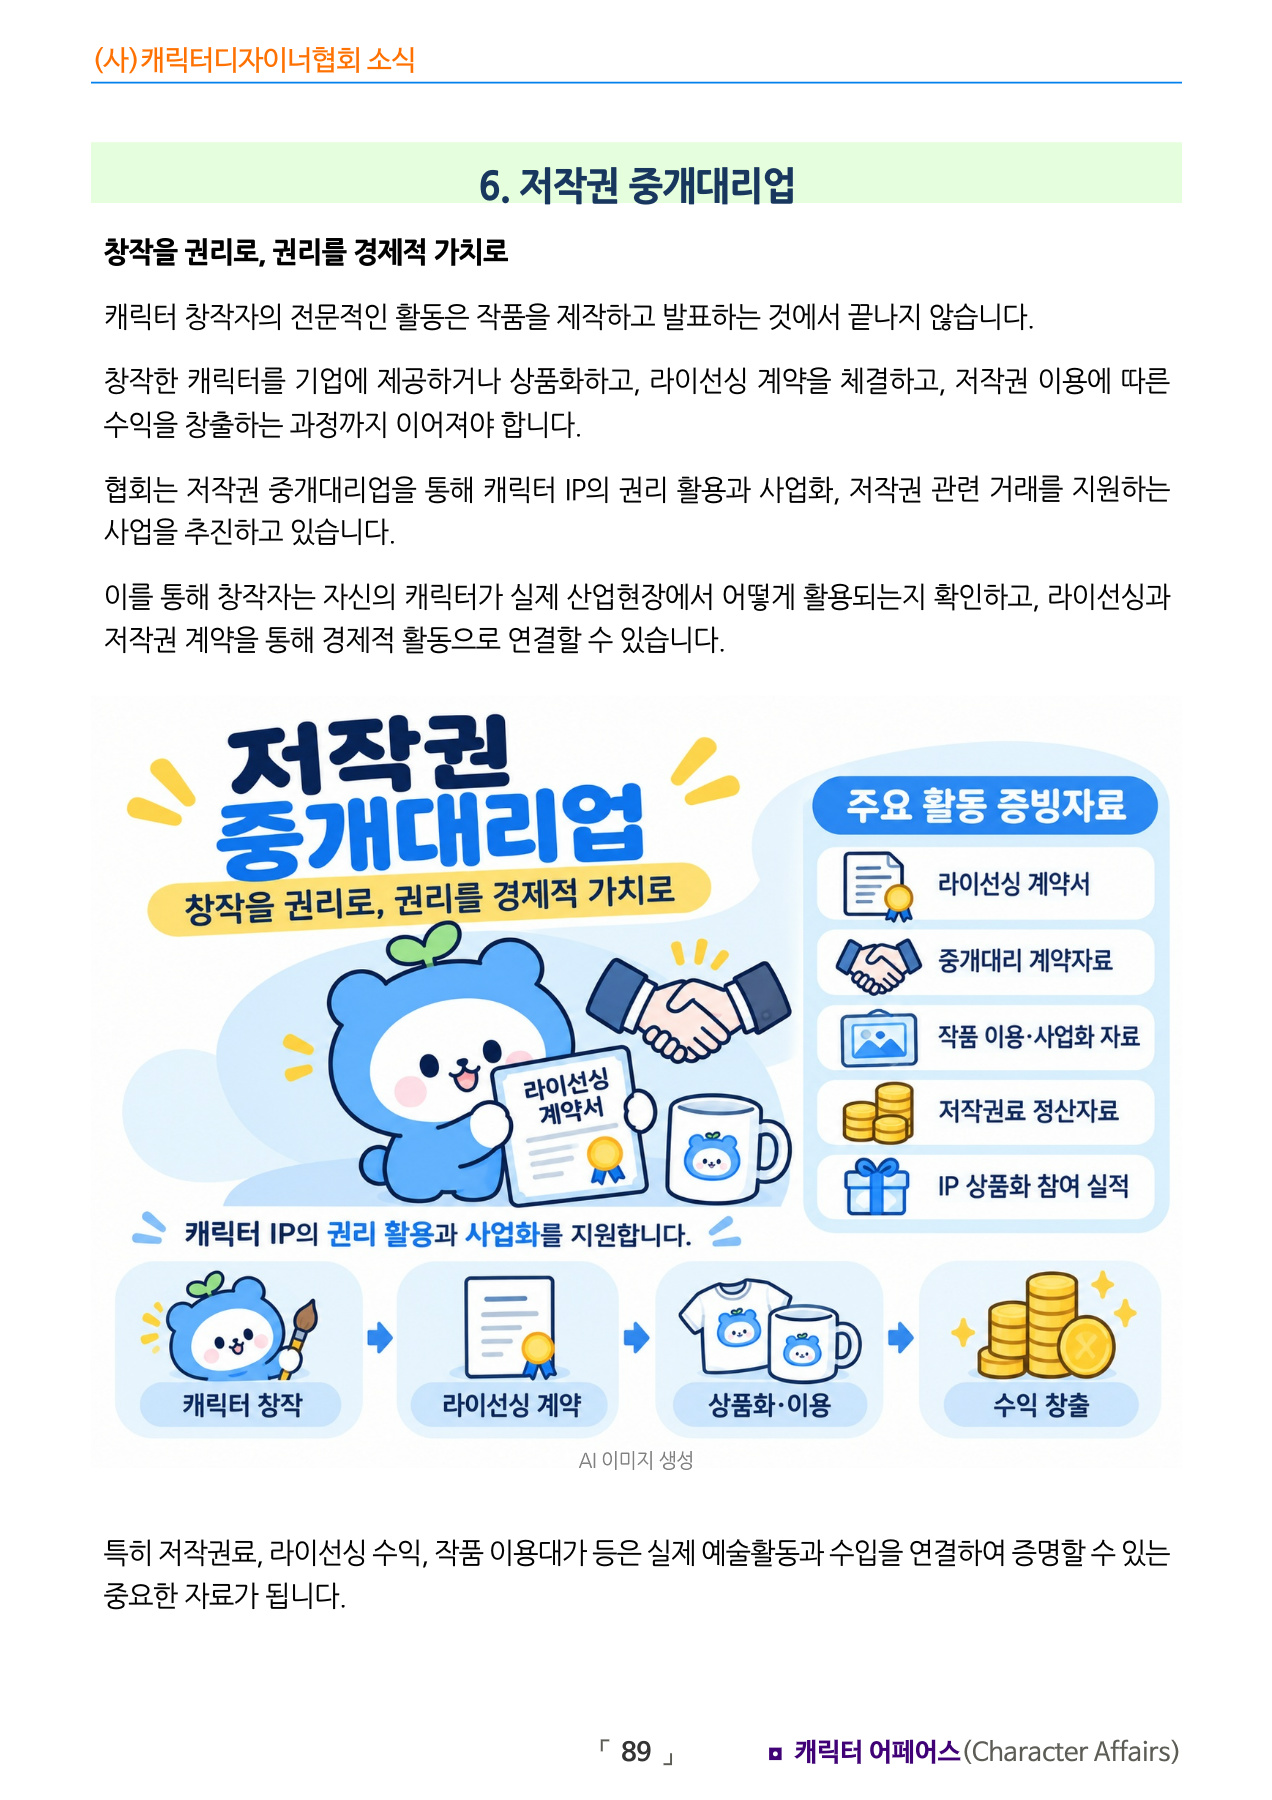 (사)캐릭터디자이너협회 소식
6. 저작권 중개대리업
창작을 권리로, 권리를 경제적 가치로
캐릭터 창작자의 전문적인 활동은 작품을 제작하고 발표하는 것에서 끝나지 않습니다.
창작한 캐릭터를 기업에 제공하거나 상품화하고, 라이선싱 계약을 체결하고, 저작권 이용에 따른
수익을 창출하는 과정까지 이어져야 합니다.
협회는 저작권 중개대리업을 통해 캐릭터 IP의 권리 활용과 사업화, 저작권 관련 거래를 지원하는
사업을 추진하고 있습니다.
이를 통해 창작자는 자신의 캐릭터가 실제 산업현장에서 어떻게 활용되는지 확인하고, 라이선싱과
저작권 계약을 통해 경제적 활동으로 연결할 수 있습니다.
저작권
중개대리업
창작을 권리로, 권리를 경제적 가치로
라이선싱
계약서
주요 활동 증빙자료
라이선싱 계약서
중개대리 계약자료
작품 이용·사업화 자료
저작권료 정산자료
IP 상품화 참여 실적
캐릭터 IP의 권리 활용과 사업화를 지원합니다.
캐릭터 창작
라이선싱 계약
상품화·이용
수익 창출
AI 이미지 생성
특히 저작권료, 라이선싱 수익, 작품 이용대가 등은 실제 예술활동과 수입을 연결하여 증명할 수 있는
중요한 자료가 됩니다.
「 89 」
◘ 캐릭터 어페어스(Character Affairs)